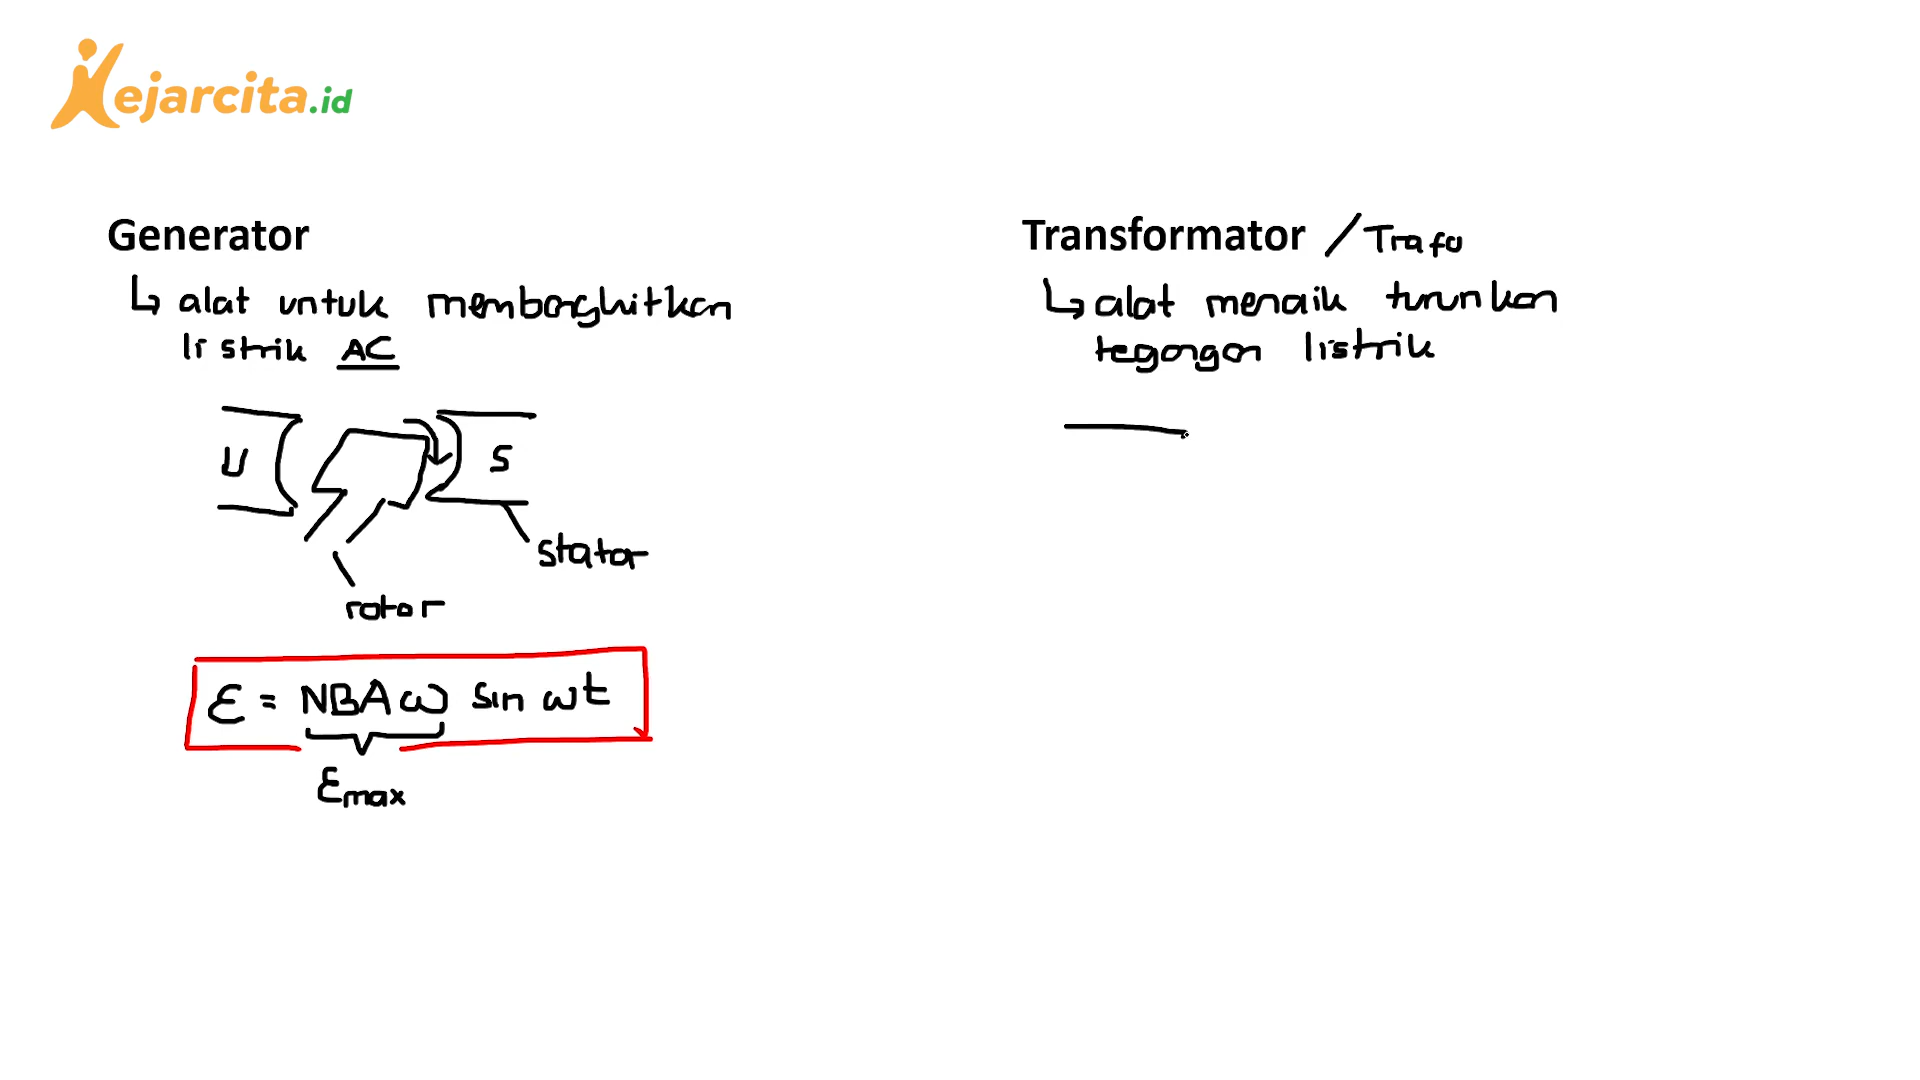 Kejarcita.id
Generator
↳ alat untuk membangkitkan
listrik AC
U
S
stator
rotor
Ɛ = NBAω sin ωt
Ɛmax
Transformator / Trafo
↳ alat menaik turunkan
tegangan listrik